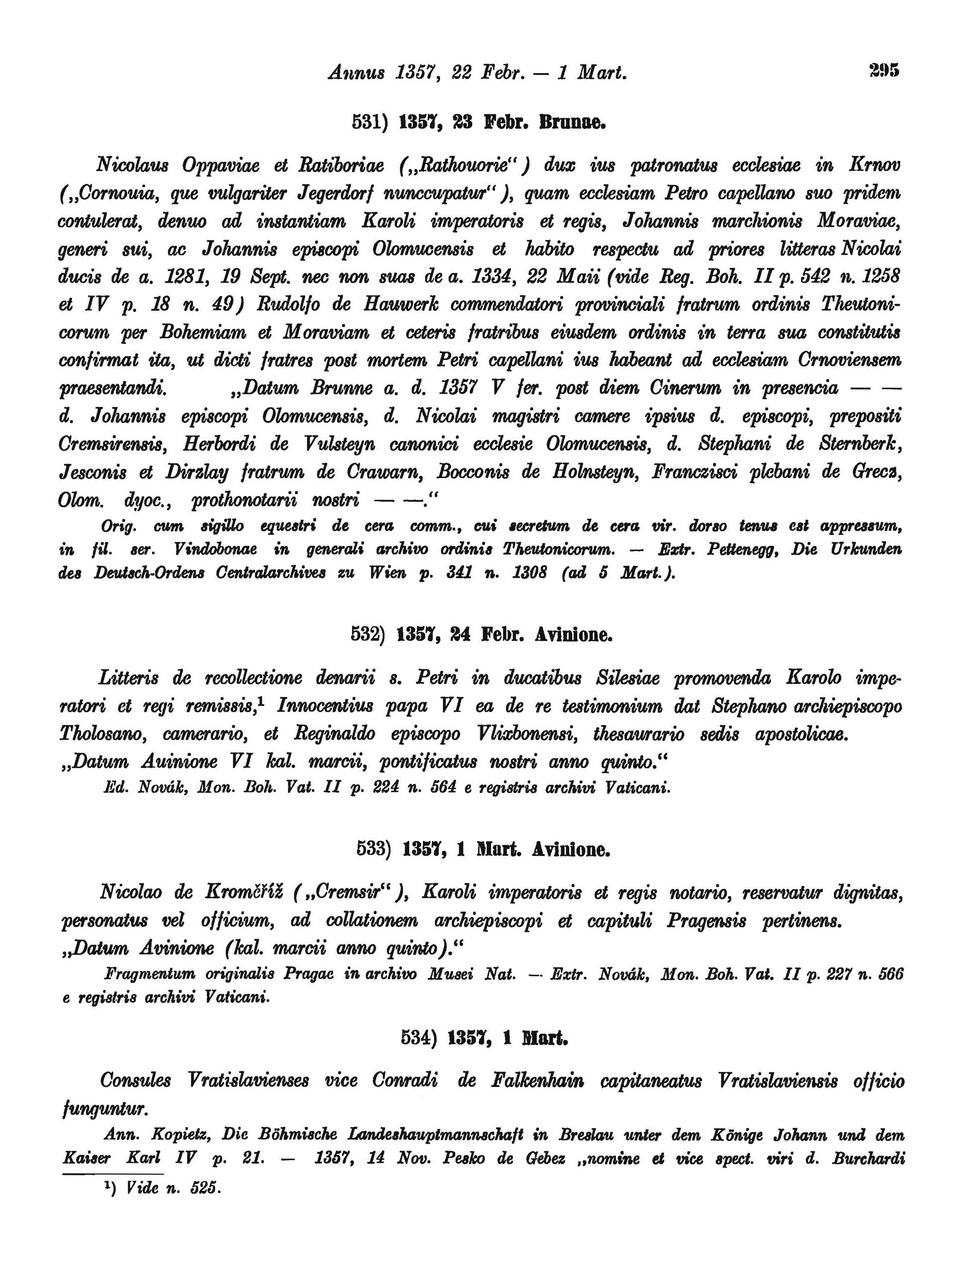 Annus 1357, 22 Febr. — 1 Mart. 295
531) 1357, 23 Febr. Brunae.
Nicolaus Oppaviae et Ratiboriae („Rathouorie“) dux ius patronatus ecclesiae in Krnov
(„Cornouia, que vulgariter Jegerdorf nunccupatur“), quam ecclesiam Petro capellano suo pridem
contulerat, denuo ad instantiam Karoli imperatoris et regis, Johannis marchionis Moraviae,
generi sui, ac Johannis episcopi Olomucensis et habito respectu ad priores litteras Nicolai
ducis de a. 1281, 19 Sept. nec non suas de a. 1334, 22 Maii (vide Reg. Boh. II p. 542 n. 1258
et IV p. 18 n. 49) Rudolfo de Hauwerk commendatori provinciali fratrum ordinis Theutoni-
corum per Bohemiam et Moraviam et ceteris fratribus eiusdem ordinis in terra sua constitutis
confirmat ita, ut dicti fratres post mortem Petri capellani ius habeant ad ecclesiam Crnoviensem
praesentandi. „Datum Brunne a. d. 1357 V fer. post diem Cinerum in presencia — —
d. Johannis episcopi Olomucensis, d. Nicolai magistri camere ipsius d. episcopi, prepositi
Cremsirensis, Herbordi de Vulsteyn canonici ecclesie Olomucensis, d. Stephani de Sternberk,
Jesconis et Dirzlay fratrum de Crawarn, Bocconis de Holnsteyn, Franczisci plebani de Grecz,
Olom. dyoc., prothonotarii nostri — —.“
Orig. cum sigillo equestri de cera comm., cui secretum de cera vir. dorso tenus est appressum,
in fil. ser. Vindobonae in generali archivo ordinis Theutonicorum. — Extr. Pettenegg, Die Urkunden
des Deutsch-Ordens Centralarchives zu Wien p. 341 n. 1308 (ad 5 Mart.).
532) 1357, 24 Febr. Avinione.
Litteris de recollectione denarii s. Petri in ducatibus Silesiae promovenda Karolo impe-
ratori et regi remissis,¹ Innocentius papa VI ea de re testimonium dat Stephano archiepiscopo
Tholosano, camerario, et Reginaldo episcopo Vlixbonensi, thesaurario sedis apostolicae.
„Datum Auinione VI kal. marcii, pontificatus nostri anno quinto.“
Ed. Novák, Mon. Boh. Vat. II p. 224 n. 564 e registris archivi Vaticani.
533) 1357, 1 Mart. Avinione.
Nicolao de Kroměříž („Cremsir“), Karoli imperatoris et regis notario, reservatur dignitas,
personatus vel officium, ad collationem archiepiscopi et capituli Pragensis pertinens.
„Datum Avinione (kal. marcii anno quinto).“
Fragmentum originalis Pragae in archivo Musei Nat. — Extr. Novák, Mon. Boh. Vat. II p. 227 n. 566
e registris archivi Vaticani.
534) 1357, 1 Mart.
Consules Vratislavienses vice Conradi de Falkenhain capitaneatus Vratislaviensis officio
funguntur.
Ann. Kopietz, Die Böhmische Landeshauptmannschaft in Breslau unter dem Könige Johann und dem
Kaiser Karl IV p. 21. — 1357, 14 Nov. Pesko de Gebez „nomine et vice spect. viri d. Burchardi
¹) Vide n. 525.